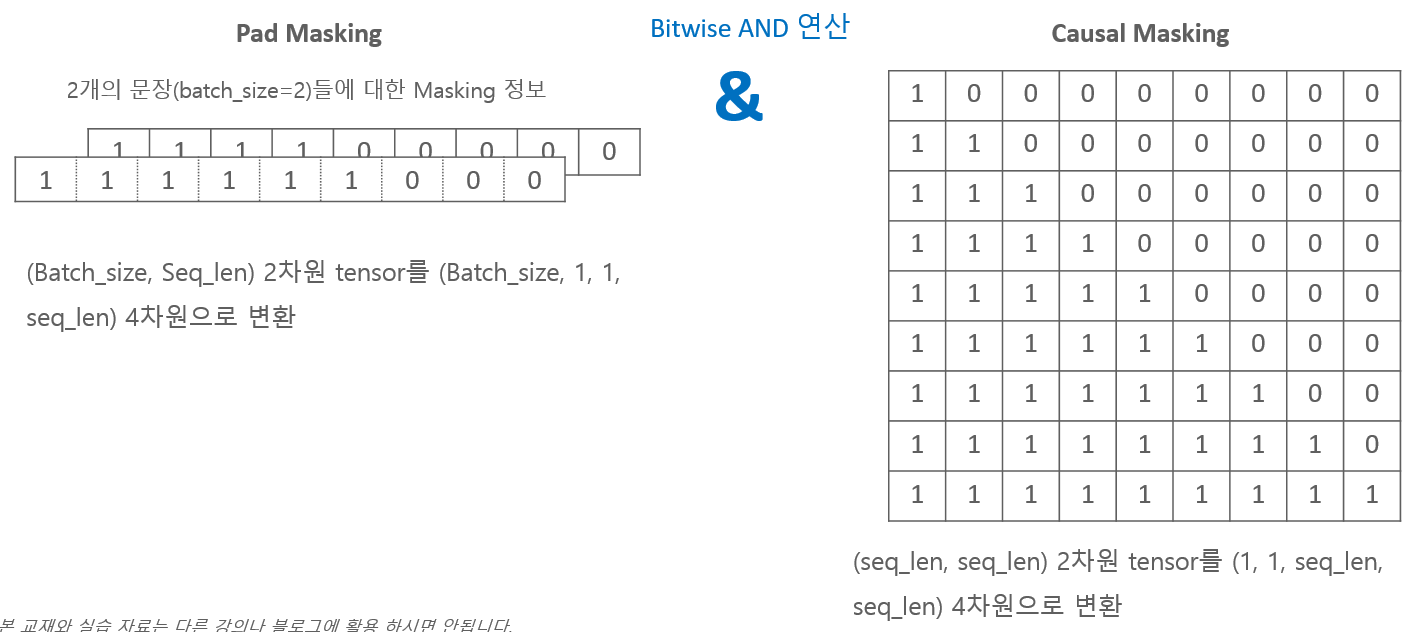 Pad Masking
Bitwise AND 연산
Causal Masking
2개의 문장(batch_size=2)들에 대한 Masking 정보
&
1 1 1 1 0 0 0 0 0
1 1 1 1 1 1 0 0 0
(Batch_size, Seq_len) 2차원 tensor를 (Batch_size, 1, 1,
seq_len) 4차원으로 변환
1 0 0 0 0 0 0 0 0
1 1 0 0 0 0 0 0 0
1 1 1 0 0 0 0 0 0
1 1 1 1 0 0 0 0 0
1 1 1 1 1 0 0 0 0
1 1 1 1 1 1 0 0 0
1 1 1 1 1 1 1 0 0
1 1 1 1 1 1 1 1 0
1 1 1 1 1 1 1 1 1
(seq_len, seq_len) 2차원 tensor를 (1, 1, seq_len,
seq_len) 4차원으로 변환
본 교재와 실습 자료는 다른 강의나 블로그에 활용 하시면 안됩니다.